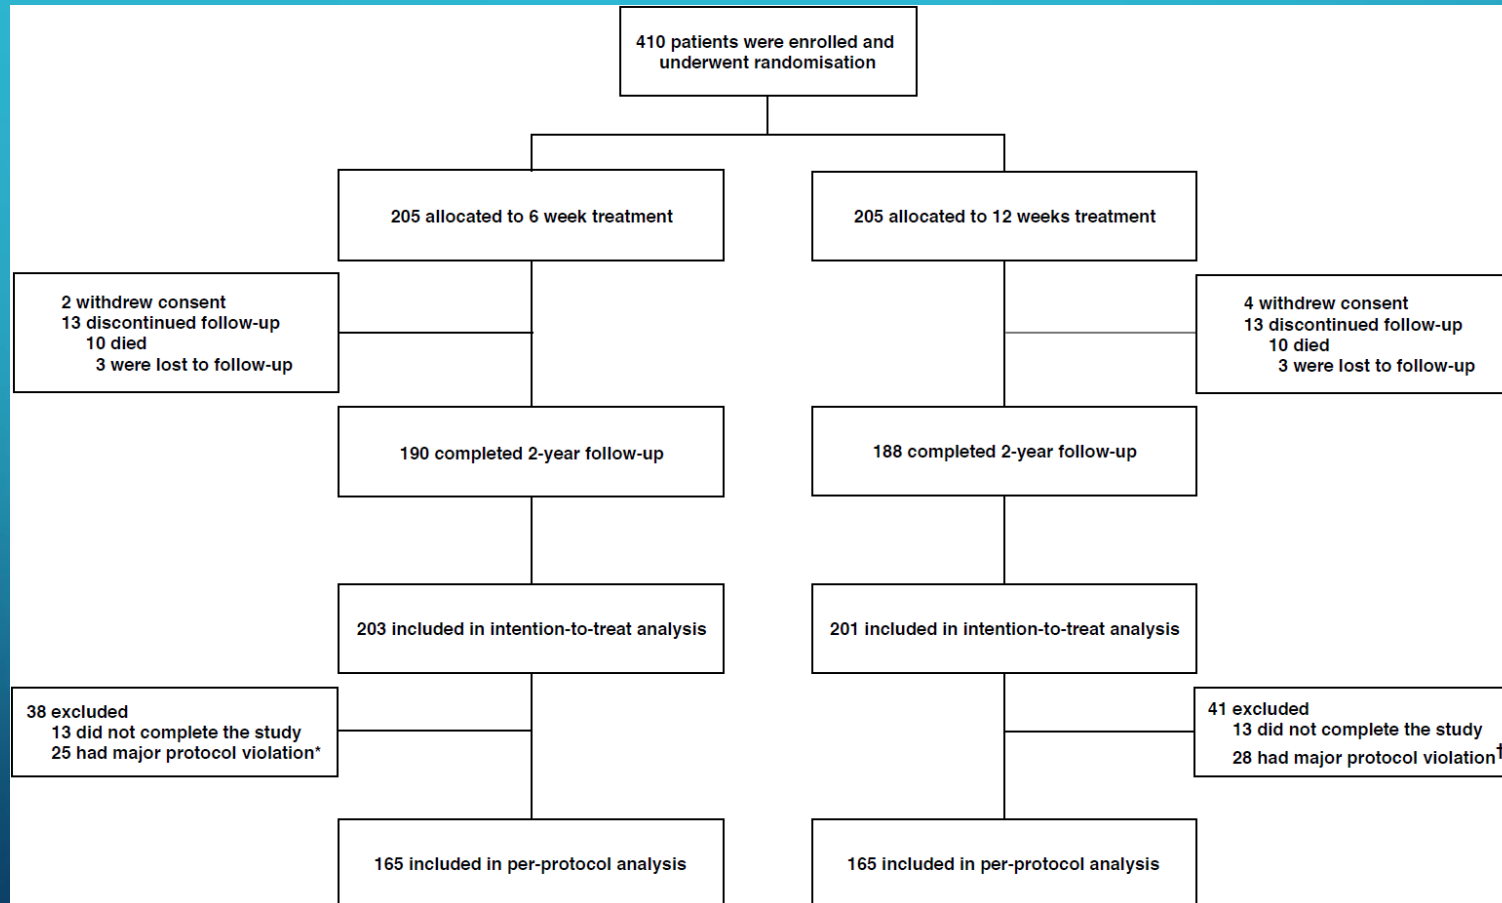 410 patients were enrolled and
underwent randomisation
205 allocated to 6 week treatment
205 allocated to 12 weeks treatment
2 withdrew consent
13 discontinued follow-up
10 died
3 were lost to follow-up
4 withdrew consent
13 discontinued follow-up
10 died
3 were lost to follow-up
190 completed 2-year follow-up
188 completed 2-year follow-up
203 included in intention-to-treat analysis
201 included in intention-to-treat analysis
38 excluded
13 did not complete the study
25 had major protocol violation*
41 excluded
13 did not complete the study
28 had major protocol violation†
165 included in per-protocol analysis
165 included in per-protocol analysis